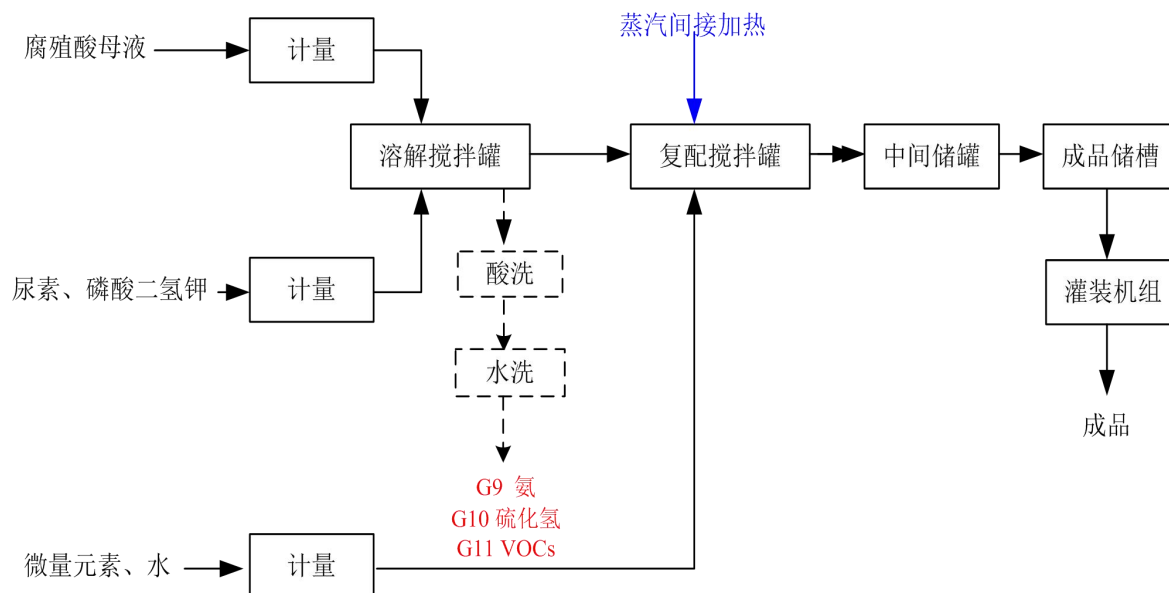 蒸汽间接加热
腐殖酸母液
计量
溶解搅拌罐
复配搅拌罐
中间储罐
成品储槽
酸洗
尿素、磷酸二氢钾
计量
灌装机组
水洗
成品
G9 氨
G10 硫化氢
G11 VOCs
微量元素、水
计量